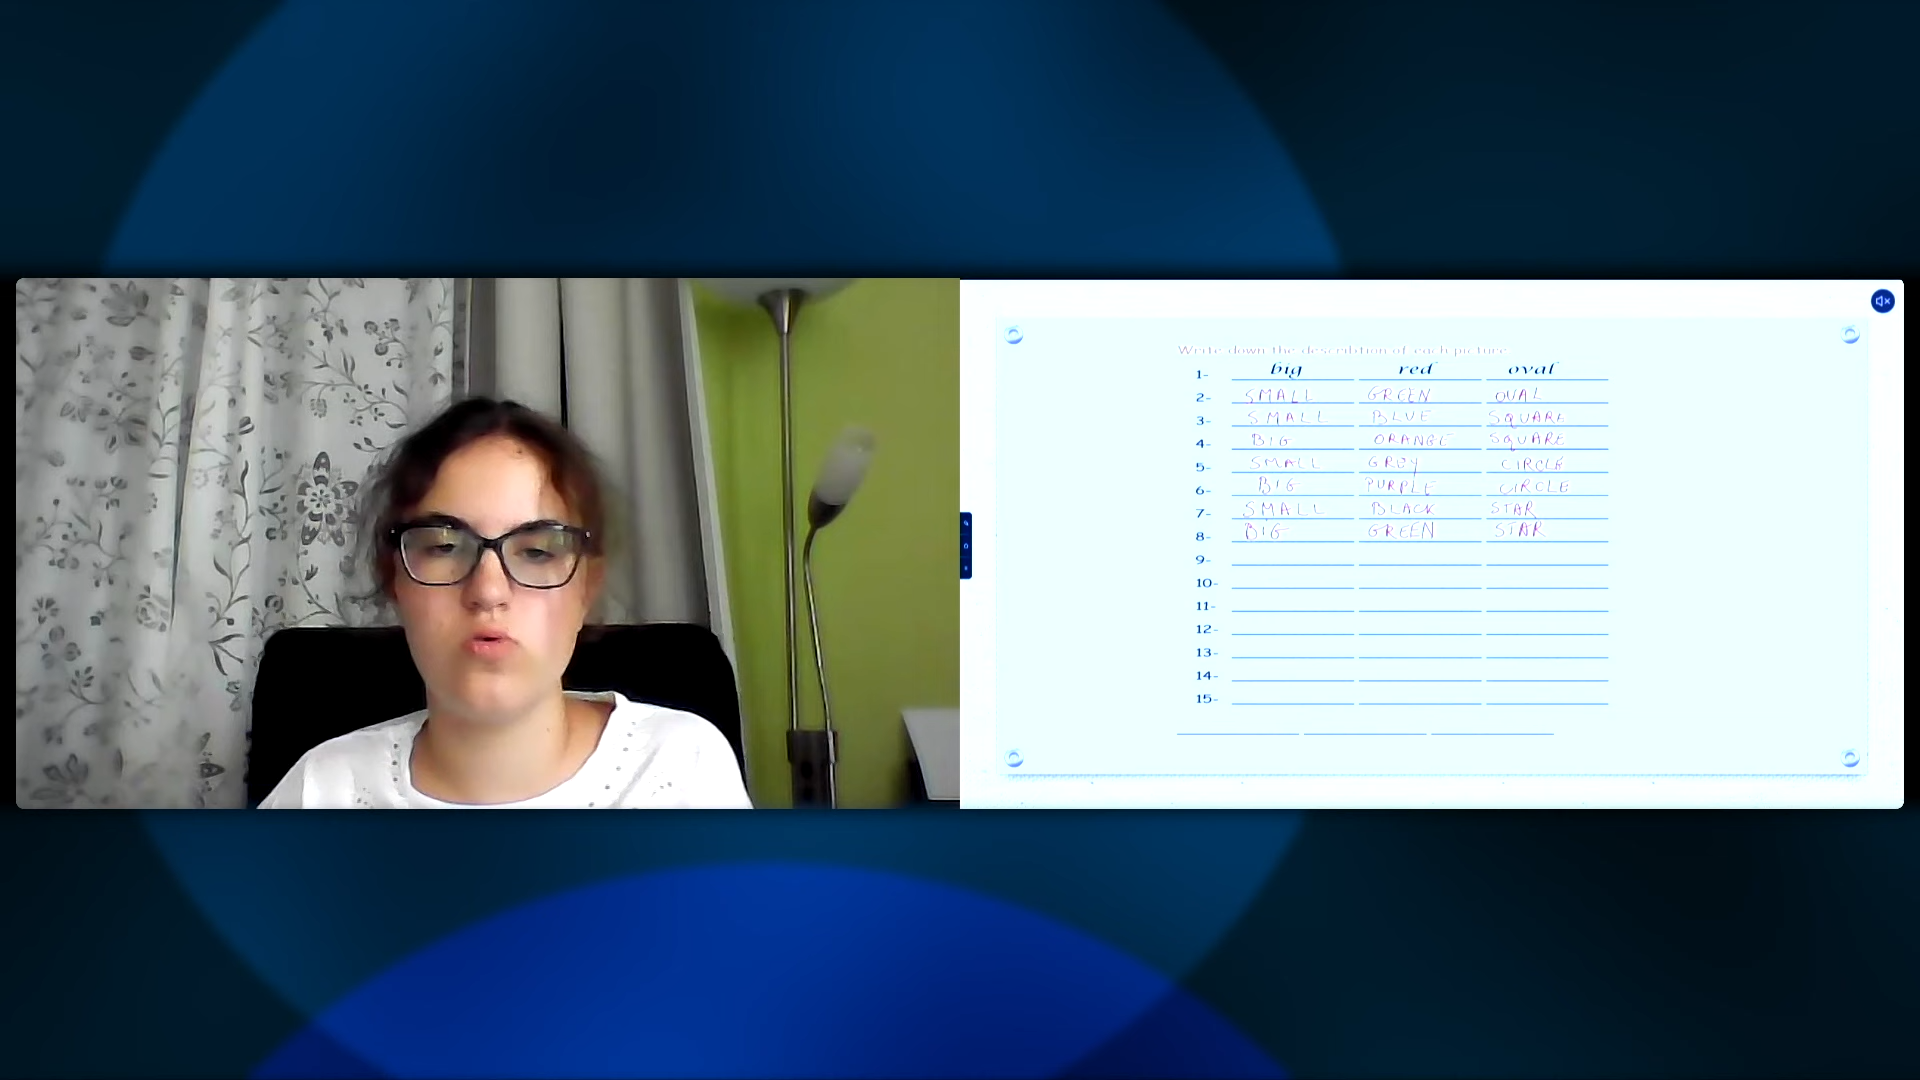 Write down the describtion of each picture
1- big red oval
2- SMALL GREEN OVAL
3- SMALL BLUE SQUARE
4- BIG ORANGE SQUARE
5- SMALL GREY CIRCLE
6- BIG PURPLE CIRCLE
7- SMALL BLACK STAR
8- BIG GREEN STAR
9-
10-
11-
12-
13-
14-
15-